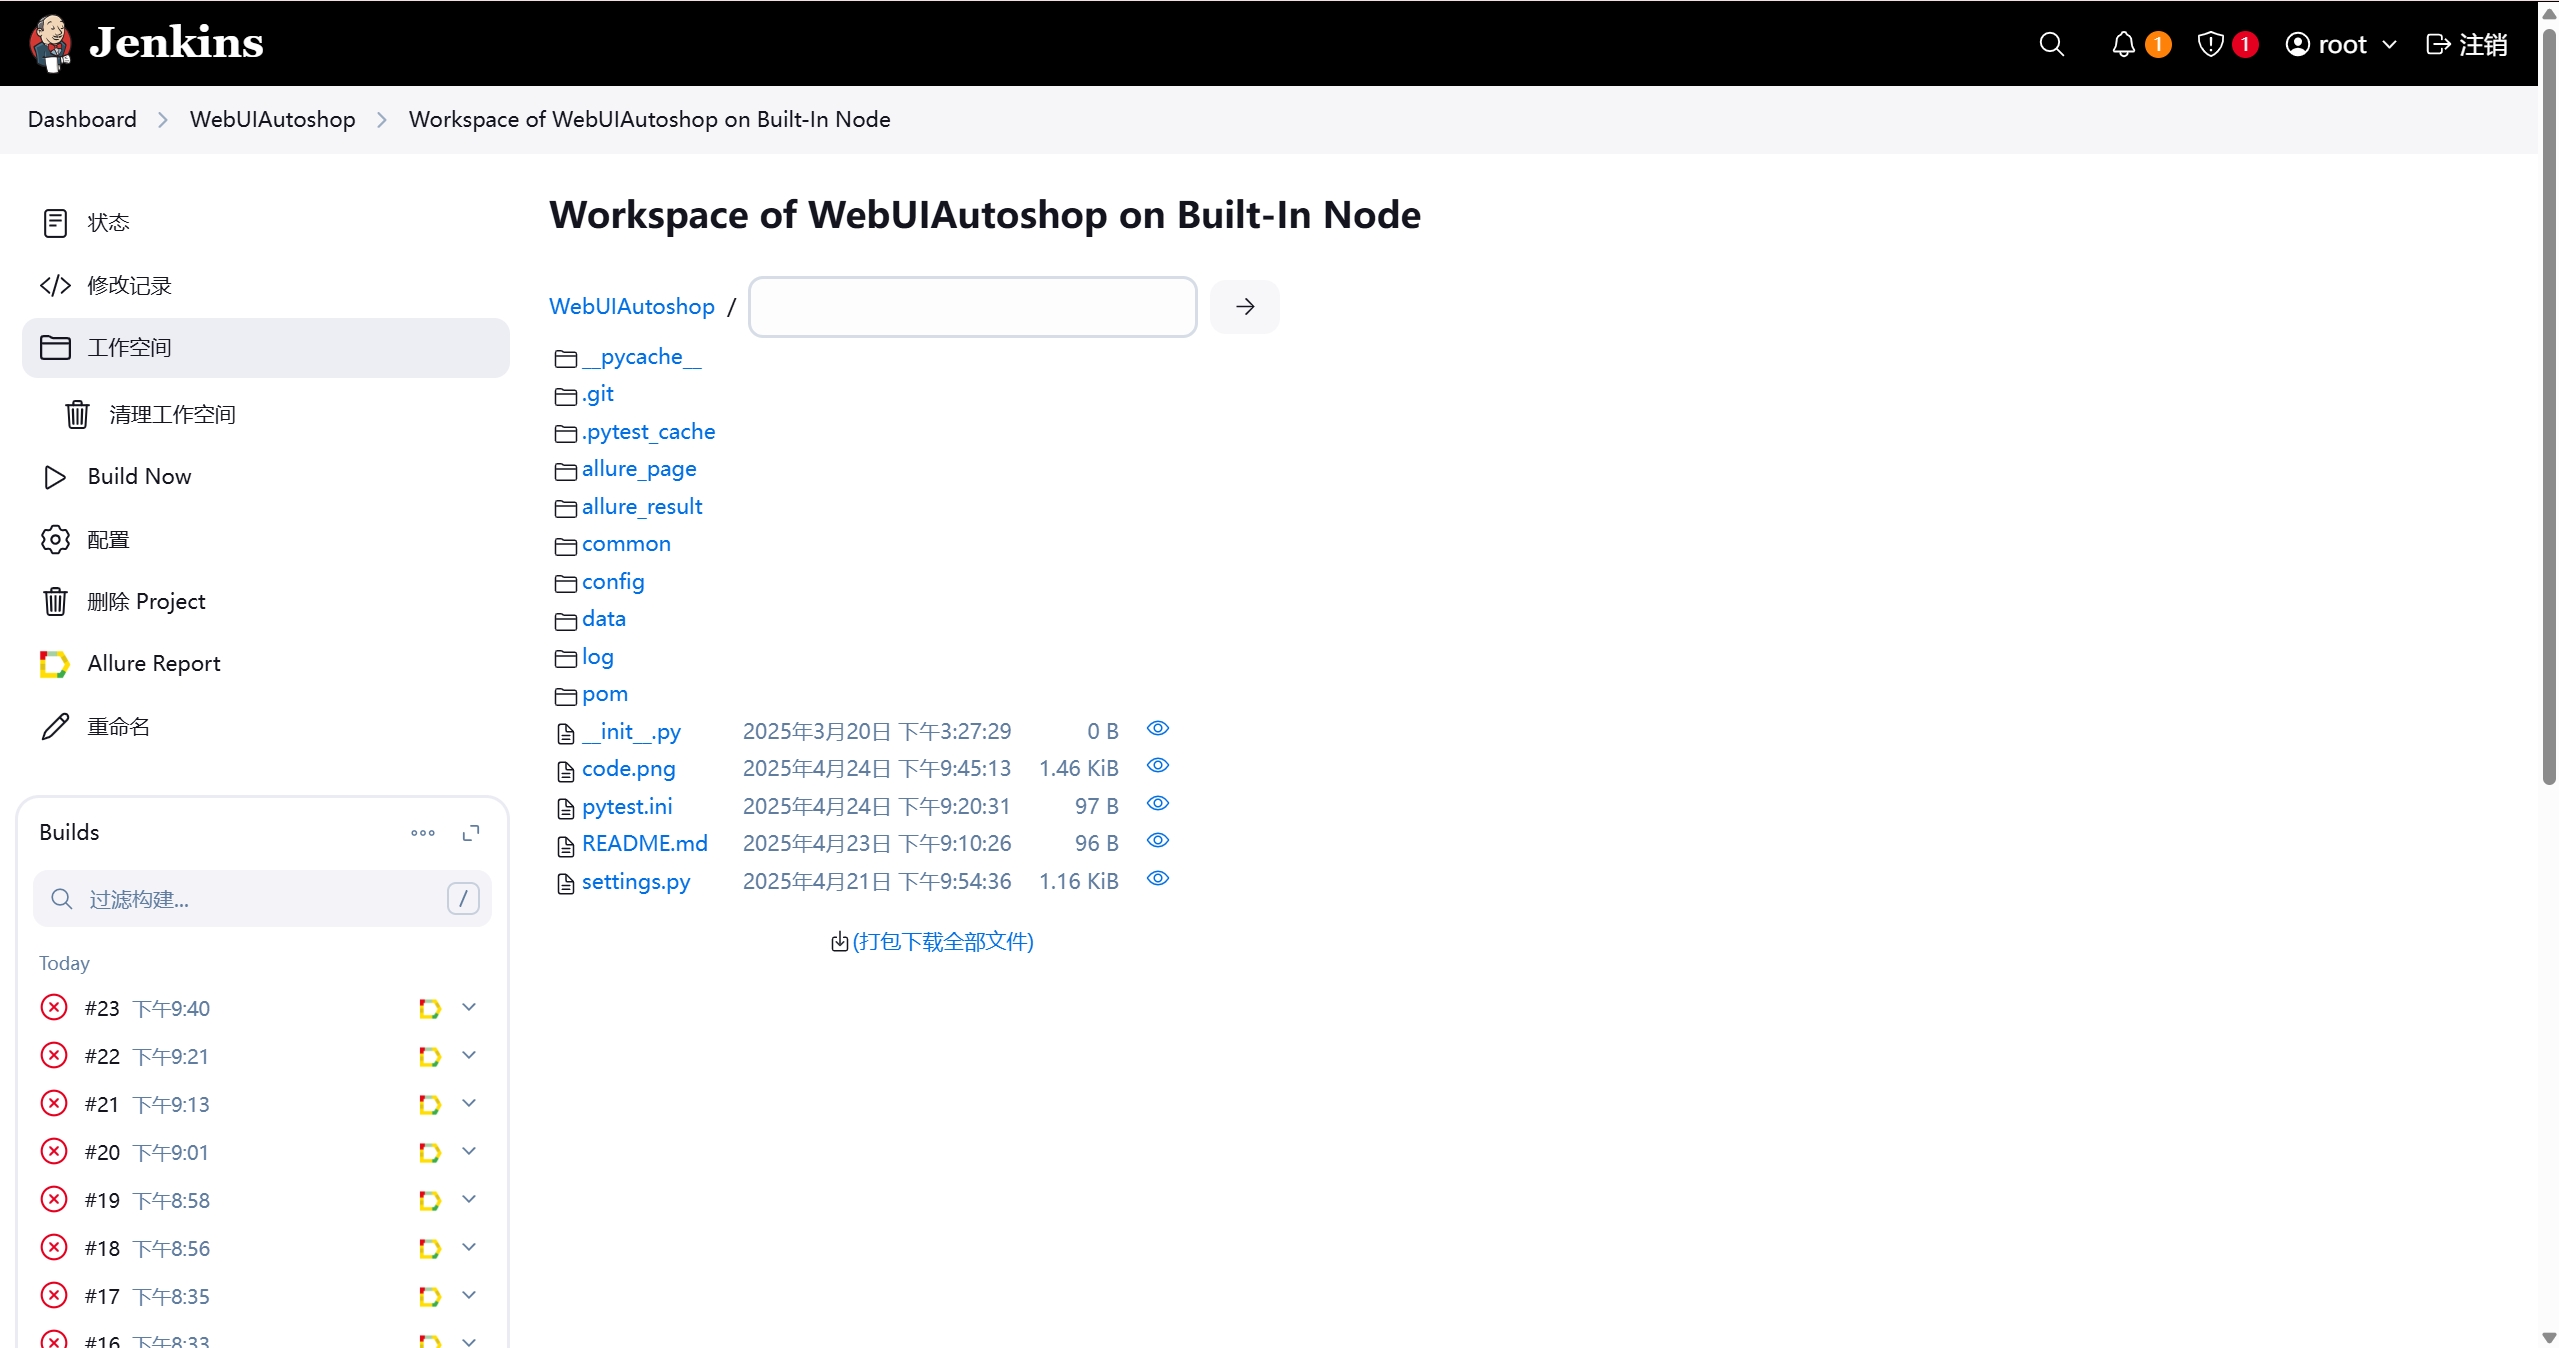 Jenkins
1
1
root
注销
Dashboard
WebUIAutoshop
Workspace of WebUIAutoshop on Built-In Node
状态
修改记录
工作空间
清理工作空间
Build Now
配置
删除 Project
Allure Report
重命名
Builds
过滤构建...
/
Today
#23 下午9:40
#22 下午9:21
#21 下午9:13
#20 下午9:01
#19 下午8:58
#18 下午8:56
#17 下午8:35
#16 下午8:33
Workspace of WebUIAutoshop on Built-In Node
WebUIAutoshop /
__pycache__
.git
.pytest_cache
allure_page
allure_result
common
config
data
log
pom
__init__.py 2025年3月20日 下午3:27:29 0 B
code.png 2025年4月24日 下午9:45:13 1.46 KiB
pytest.ini 2025年4月24日 下午9:20:31 97 B
README.md 2025年4月23日 下午9:10:26 96 B
settings.py 2025年4月21日 下午9:54:36 1.16 KiB
(打包下载全部文件)